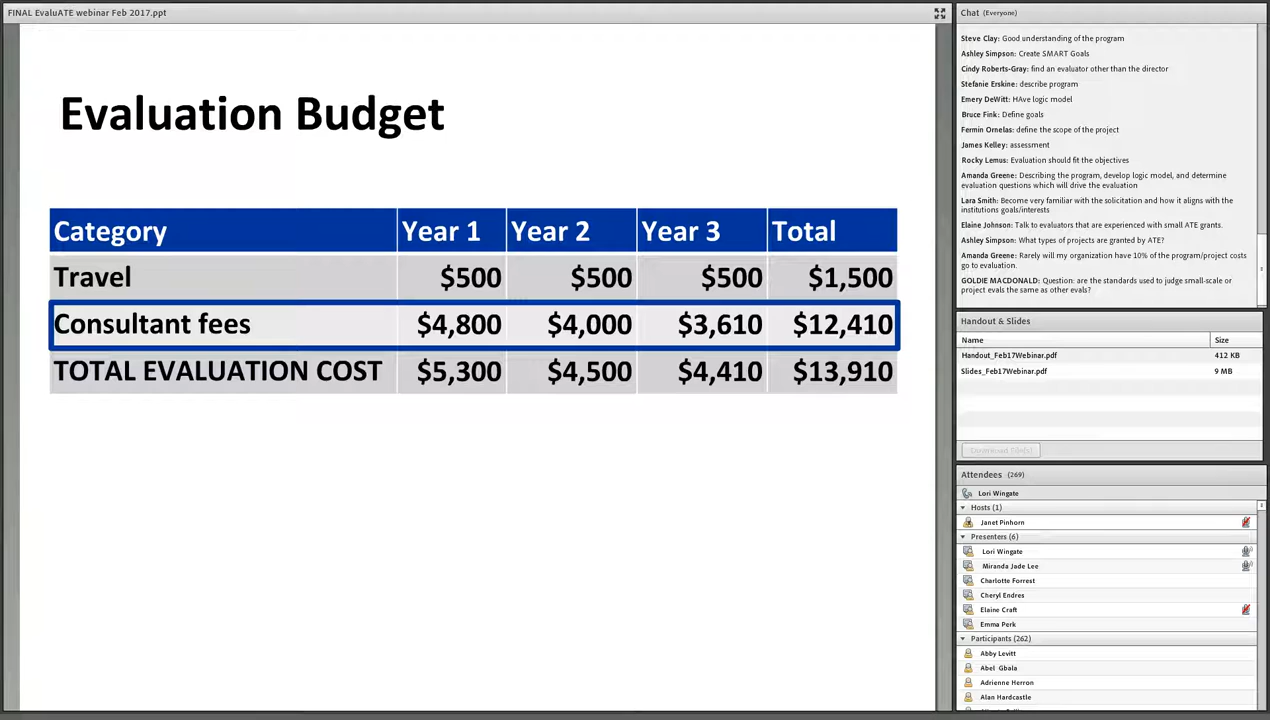 FINAL EvaluATE webinar Feb 2017.ppt
Evaluation Budget
Category Year 1 Year 2 Year 3 Total
Travel $500 $500 $500 $1,500
Consultant fees $4,800 $4,000 $3,610 $12,410
TOTAL EVALUATION COST $5,300 $4,500 $4,410 $13,910
Chat (Everyone)
Steve Clay: Good understanding of the program
Ashley Simpson: Create SMART Goals
Cindy Roberts-Gray: find an evaluator other than the director
Stefanie Erskine: describe program
Emery DeWitt: HAve logic model
Bruce Fink: Define goals
Fermin Ornelas: define the scope of the project
James Kelley: assessment
Rocky Lemus: Evaluation should fit the objectives
Amanda Greene: Describing the program, develop logic model, and determine
evaluation questions which will drive the evaluation
Lara Smith: Become very familiar with the solicitation and how it aligns with the
institutions goals/interests
Elaine Johnson: Talk to evaluators that are experienced with small ATE grants.
Ashley Simpson: What types of projects are granted by ATE?
Amanda Greene: Rarely will my organization have 10% of the program/project costs
go to evaluation.
GOLDIE MACDONALD: Question: are the standards used to judge small-scale or
project evals the same as other evals?
Handout & Slides
Name Size
Handout_Feb17Webinar.pdf 412 KB
Slides_Feb17Webinar.pdf 9 MB
Attendees (269)
Lori Wingate
Hosts (1)
Janet Pinhorn
Presenters (6)
Lori Wingate
Miranda Jade Lee
Charlotte Forrest
Cheryl Endres
Elaine Craft
Emma Perk
Participants (262)
Abby Levitt
Abel Gbala
Adrienne Herron
Alan Hardcastle